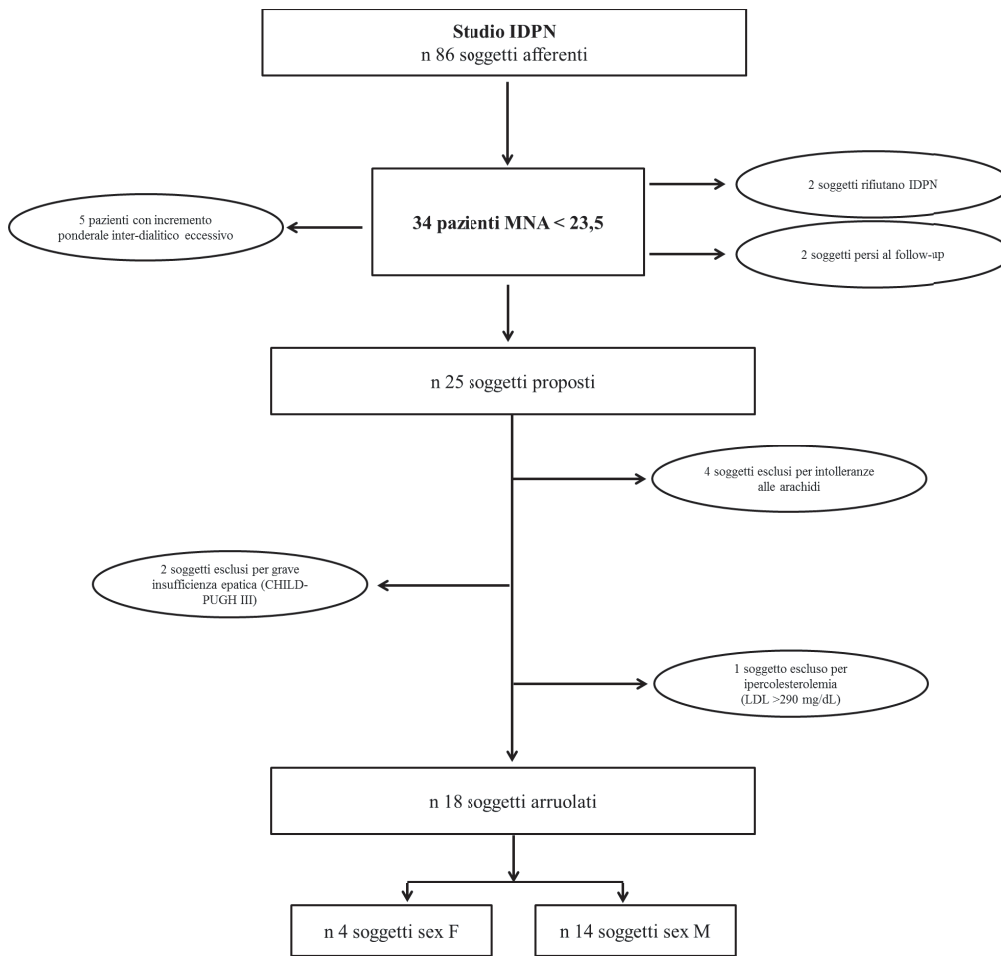 Studio IDPN
n 86 soggetti afferenti
2 soggetti rifiutano IDPN
5 pazienti con incremento
ponderale inter-dialitico eccessivo
34 pazienti MNA < 23,5
2 soggetti persi al follow-up
n 25 soggetti proposti
4 soggetti esclusi per intolleranze
alle arachidi
2 soggetti esclusi per grave
insufficienza epatica (CHILD-
PUGH III)
1 soggetto escluso per
ipercolesterolemia
(LDL >290 mg/dL)
n 18 soggetti arruolati
n 4 soggetti sex F
n 14 soggetti sex M